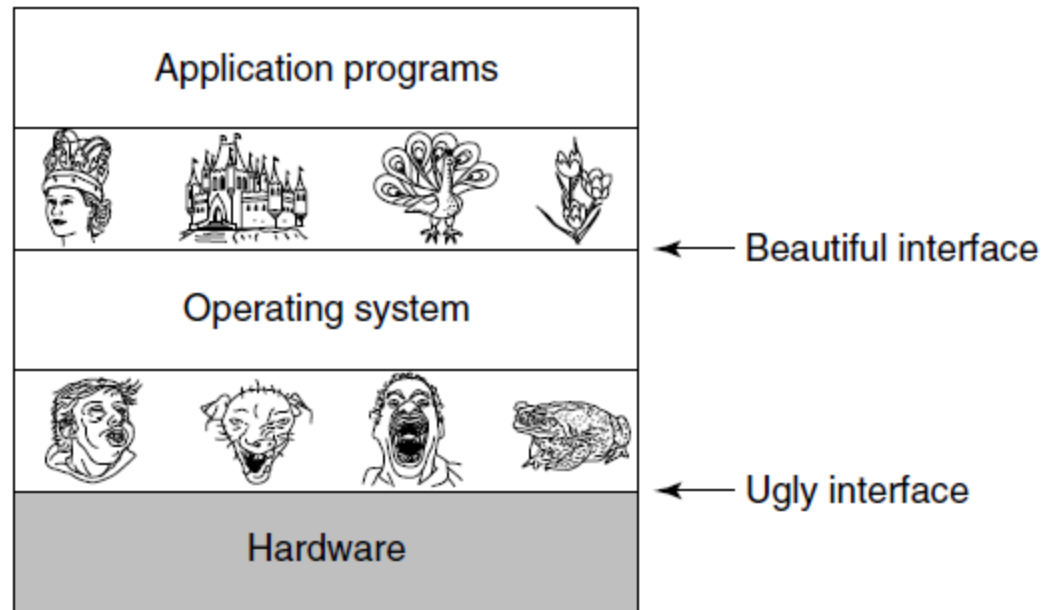 Application programs
Beautiful interface
Operating system
Ugly interface
Hardware